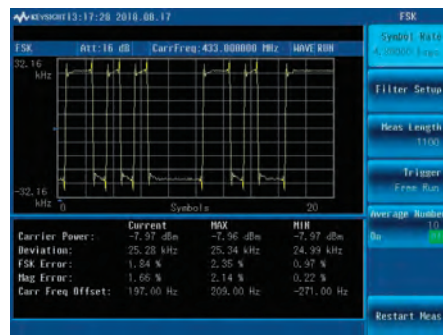 KEYSIGHT 13:17:28 2018.08.17
FSK
FSK Att:16 dB CarrFreq:433.000000 MHz WAVE RUN
Symbol Rate
32.16
kHz
Filter Setup
Meas Length
1100
Trigger
Free Run
-32.16
kHz
0 Symbols 20
Average Number
On 10
Current MAX MIN
Carrier Power: -7.97 dBm -7.96 dBm -7.97 dBm
Deviation: 25.28 kHz 25.34 kHz 24.99 kHz
FSK Error: 1.84 % 2.35 % 0.97 %
Mag Error: 1.66 % 2.14 % 0.22 %
Carr Freq Offset: 197.00 Hz 209.00 Hz -271.00 Hz
Restart Meas